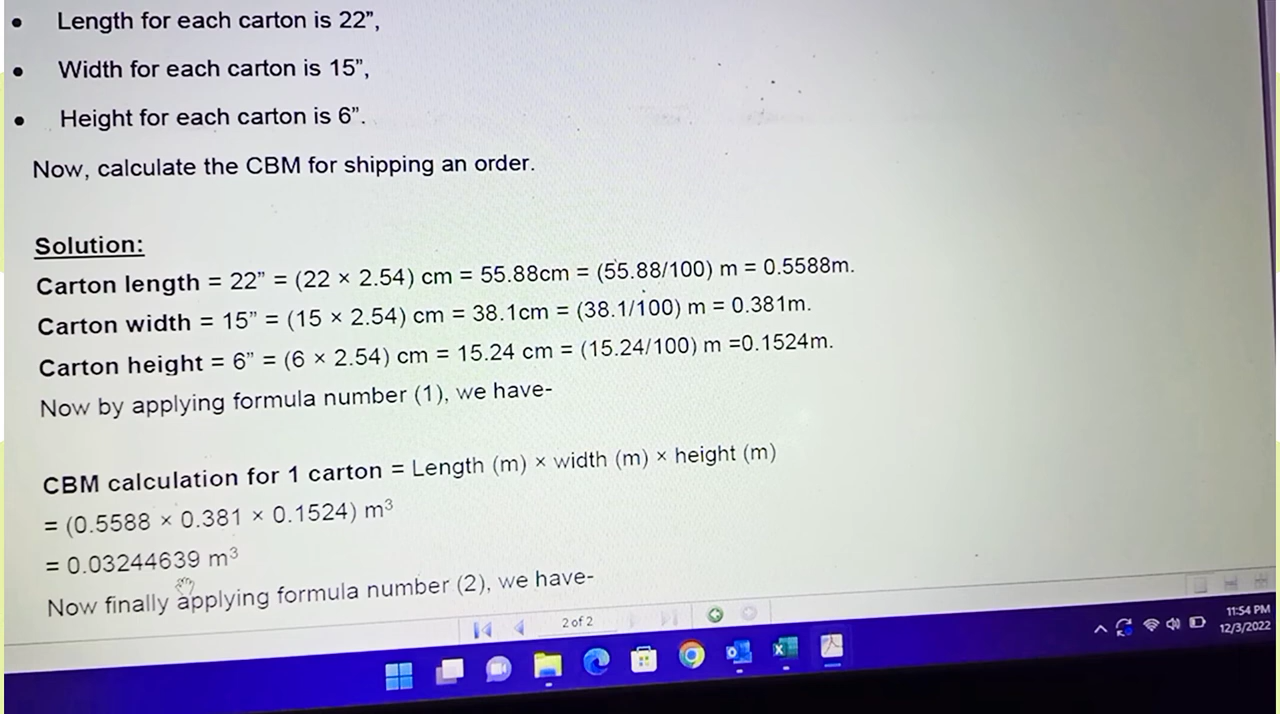 • Length for each carton is 22”,
• Width for each carton is 15”,
• Height for each carton is 6”.
Now, calculate the CBM for shipping an order.
Solution:
Carton length = 22” = (22 × 2.54) cm = 55.88cm = (55.88/100) m = 0.5588m.
Carton width = 15” = (15 × 2.54) cm = 38.1cm = (38.1/100) m = 0.381m.
Carton height = 6” = (6 × 2.54) cm = 15.24 cm = (15.24/100) m =0.1524m.
Now by applying formula number (1), we have-
CBM calculation for 1 carton = Length (m) × width (m) × height (m)
= (0.5588 × 0.381 × 0.1524) m³
= 0.03244639 m³
Now finally applying formula number (2), we have-
2 of 2
11:54 PM
12/3/2022